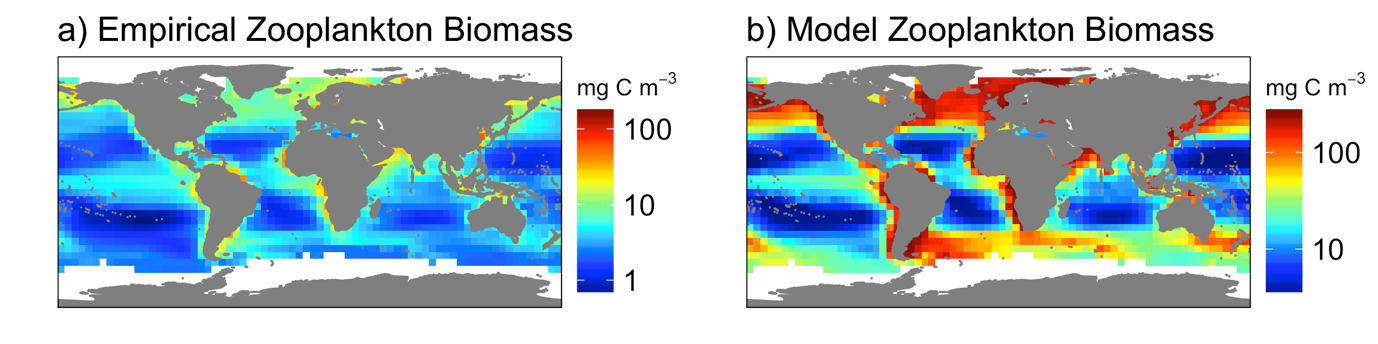 a) Empirical Zooplankton Biomass
mg C m⁻³
100
10
1
b) Model Zooplankton Biomass
mg C m⁻³
100
10